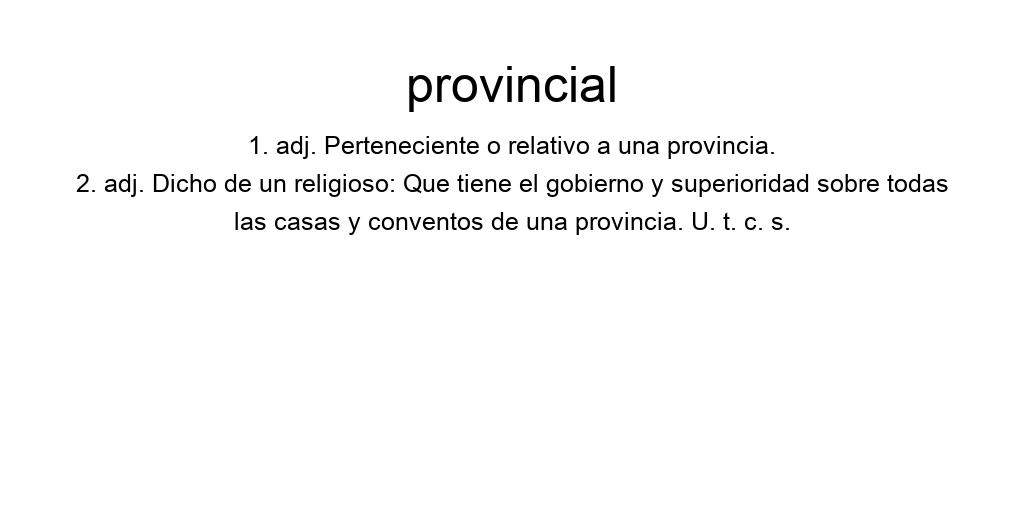 provincial
1. adj. Perteneciente o relativo a una provincia.
2. adj. Dicho de un religioso: Que tiene el gobierno y superioridad sobre todas
las casas y conventos de una provincia. U. t. c. s.